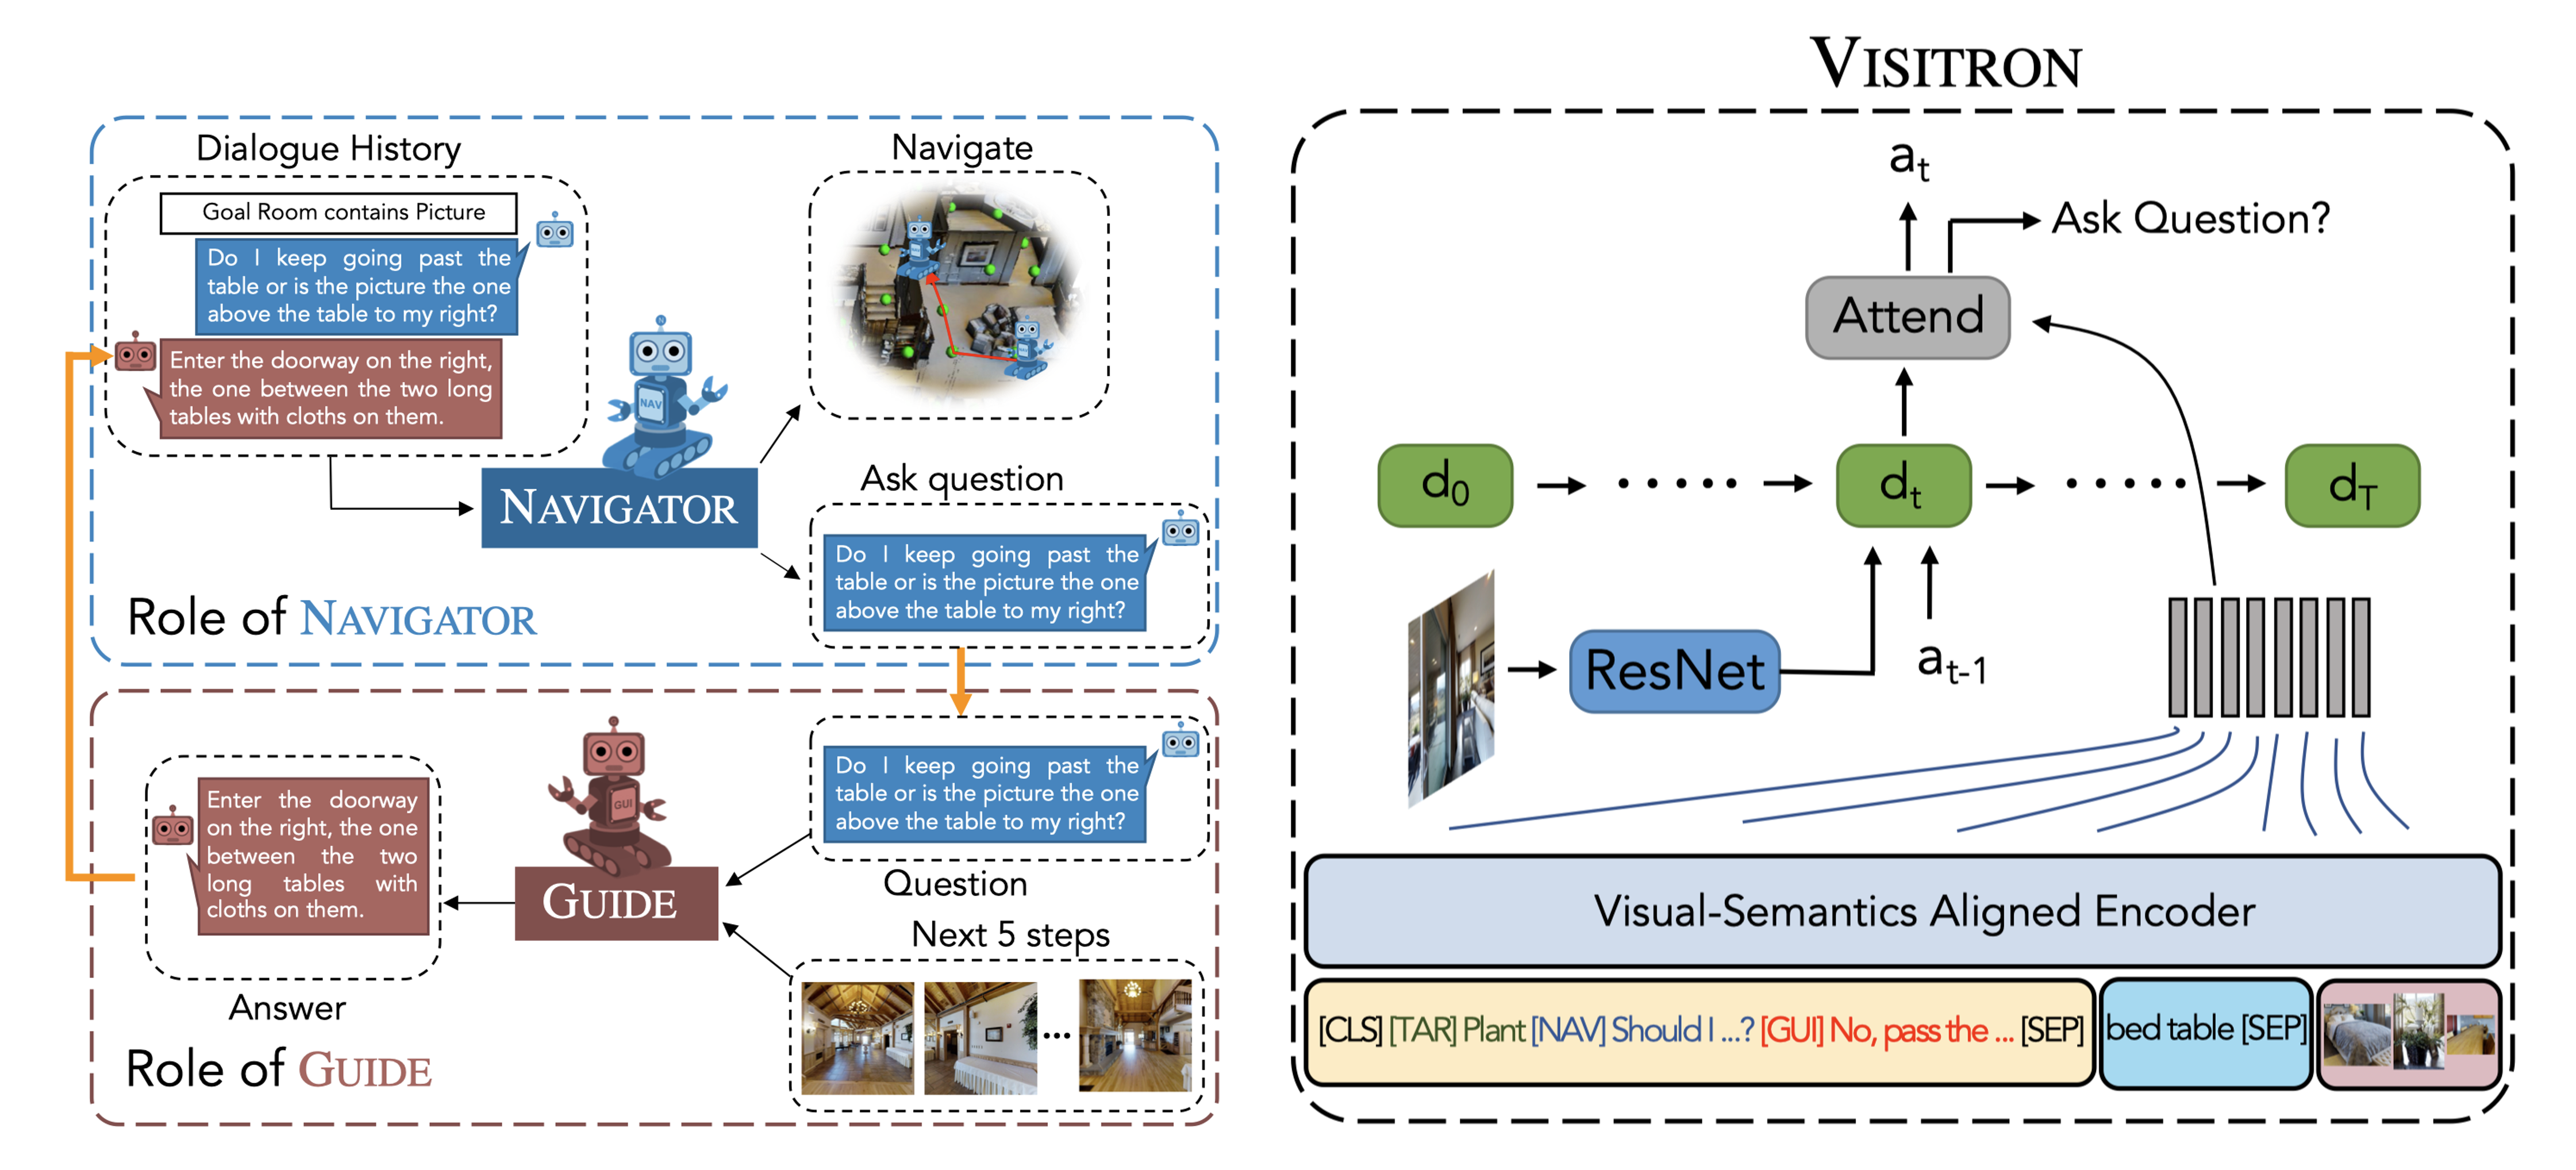 Dialogue History
Goal Room contains Picture
Do I keep going past the
table or is the picture the one
above the table to my right?
Enter the doorway on the right,
the one between the two long
tables with cloths on them.
N
NAV
NAVIGATOR
Navigate
Ask question
Do I keep going past the
table or is the picture the one
above the table to my right?
Role of NAVIGATOR
Enter the doorway
on the right, the one
between the two
long tables with
cloths on them.
Answer
GUI
GUIDE
Do I keep going past the
table or is the picture the one
above the table to my right?
Question
Next 5 steps
...
Role of GUIDE
VISITRON
a_t
Ask Question?
Attend
d_0
.....
d_t
.....
d_T
ResNet
a_t-1
Visual-Semantics Aligned Encoder
[CLS] [TAR] Plant [NAV] Should I ...? [GUI] No, pass the ... [SEP]
bed table [SEP]